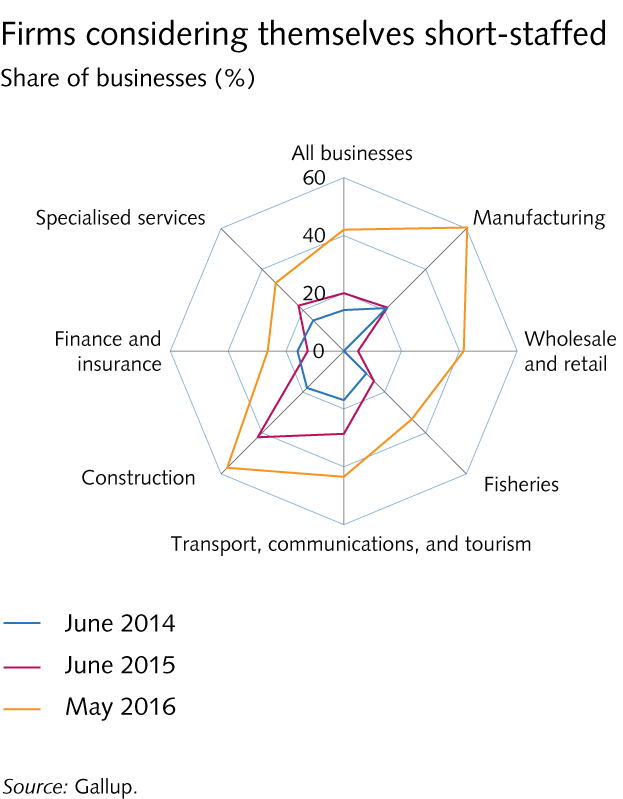 Firms considering themselves short-staffed
Share of businesses (%)
All businesses
60
Specialised services
Manufacturing
40
20
Finance and
insurance
0
Wholesale
and retail
Construction
Fisheries
Transport, communications, and tourism
June 2014
June 2015
May 2016
Source: Gallup.